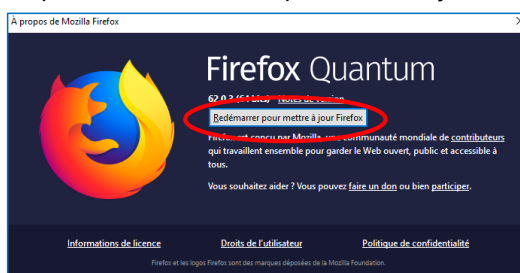 À propos de Mozilla Firefox
Firefox Quantum
62.0.3 (64 bits) Notes de version
Redémarrer pour mettre à jour Firefox
Firefox est conçu par Mozilla, une communauté mondiale de contributeurs
qui travaillent ensemble pour garder le Web ouvert, public et accessible à
tous.
Vous souhaitez aider ? Vous pouvez faire un don ou bien participer.
Informations de licence Droits de l'utilisateur Politique de confidentialité
Firefox et les logos Firefox sont des marques déposées de la Mozilla Foundation.